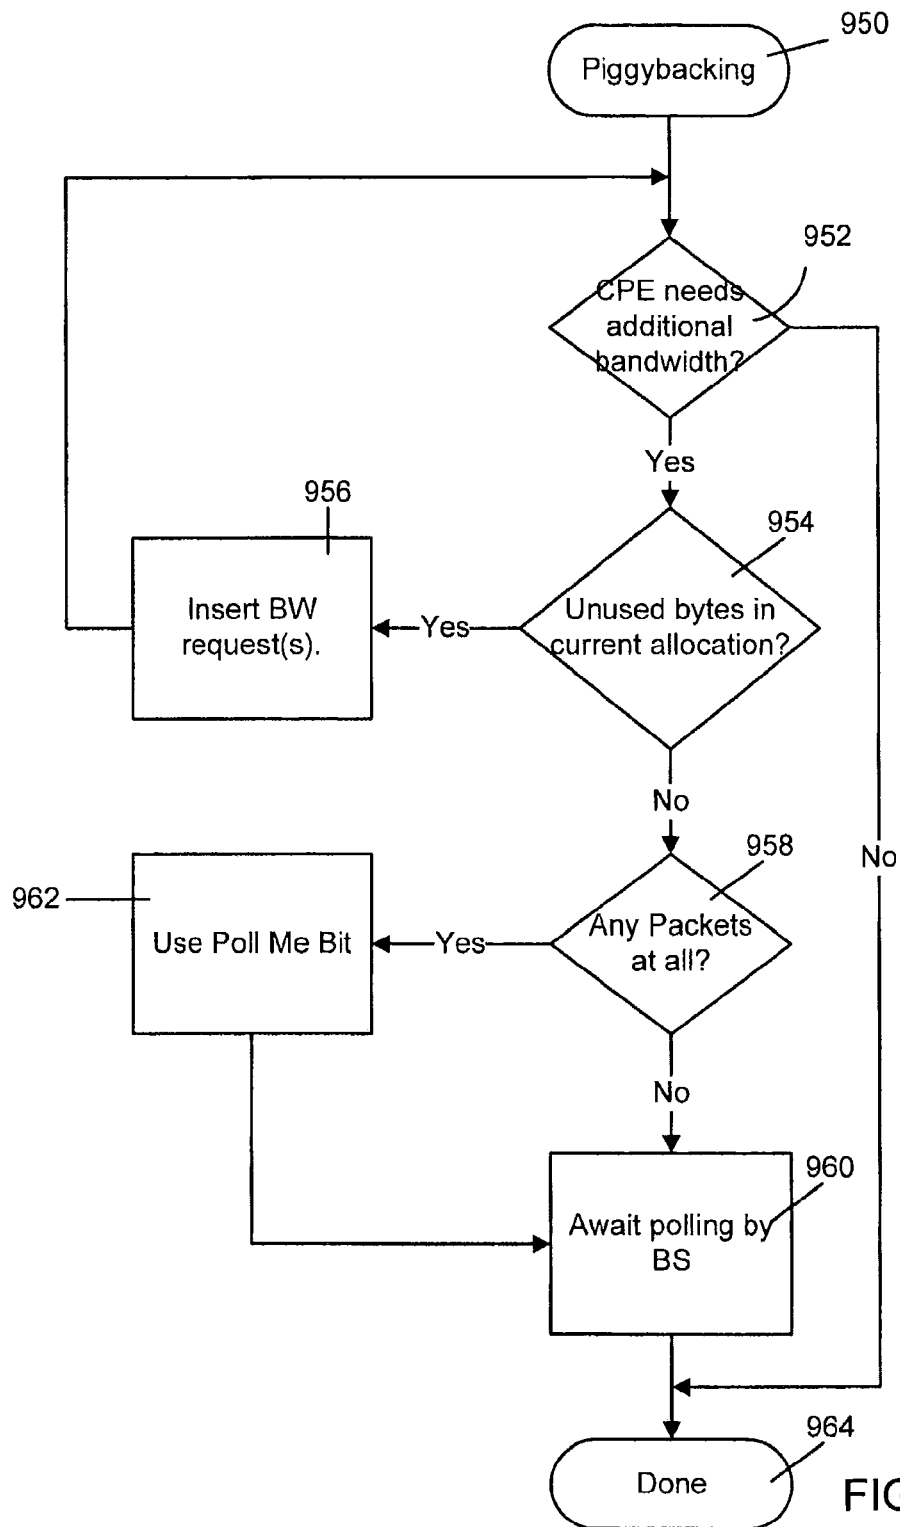 950
Piggybacking
952
CPE needs
additional
bandwidth?
Yes
956
954
Insert BW
request(s).
Yes
Unused bytes in
current allocation?
No
958
No
962
Use Poll Me Bit
Yes
Any Packets
at all?
No
960
Await polling by
BS
964
Done
FIG